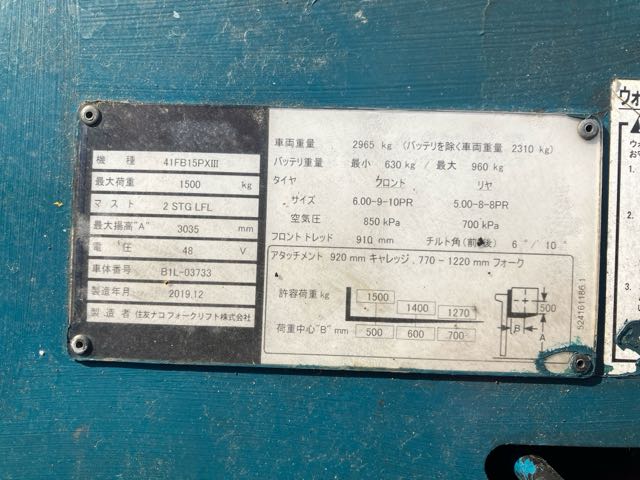 機 種 41FB15PXⅢ
最大荷重 1500 kg
マ ス ト 2 STG LFL
最大揚高"A" 3035 mm
電 圧 48 V
車体番号 B1L-03733
製造年月 2019.12
製 造 者 住友ナコ フォークリフト株式会社
車両重量 2965 kg (バッテリを除く車両重量 2310 kg)
バッテリ重量 最小 630 kg / 最大 960 kg
タイヤ フロント リヤ
サイズ 6.00-9-10PR 5.00-8-8PR
空気圧 850 kPa 700 kPa
フロント トレッド 910 mm チルト角(前/後) 6°/ 10°
アタッチメント 920 mm キャレッジ, 770 - 1220 mm フォーク
許容荷重 kg 1500 1400 1270
荷重中心"B" mm 500 600 700
500
B
A
524161186.1
ウォ
ウォ
1.
3.